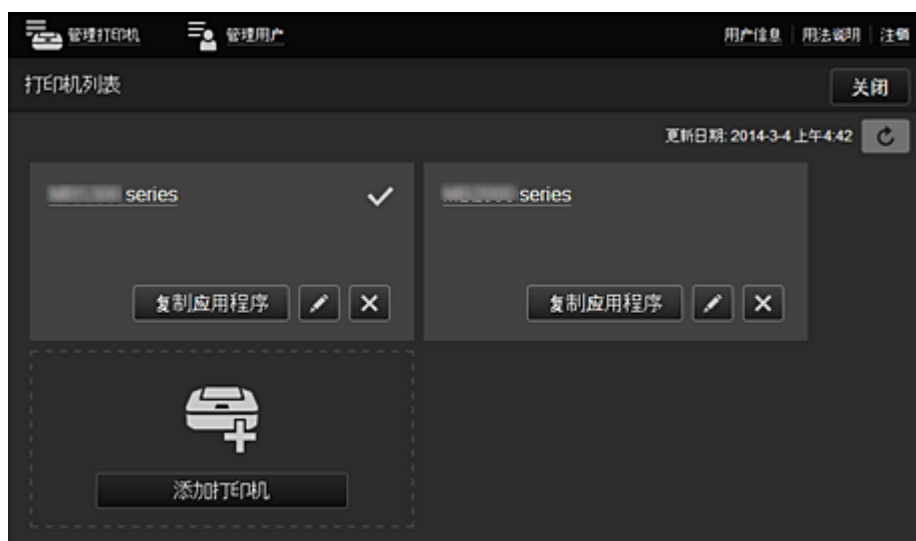 管理打印机 管理用户 用户信息 用法说明 注销
打印机列表 关闭
更新日期: 2014-3-4 上午4:42
series series
复制应用程序 复制应用程序
添加打印机